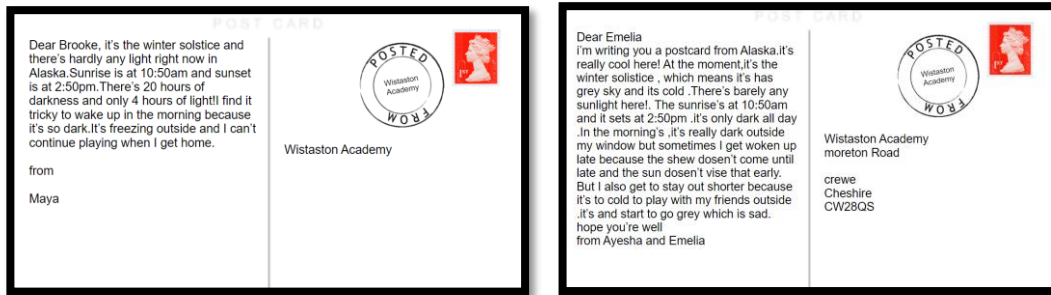 POST CARD
Dear Brooke, it's the winter solstice and
there's hardly any light right now in
Alaska.Sunrise is at 10:50am and sunset
is at 2:50pm.There's 20 hours of
darkness and only 4 hours of light!I find it
tricky to wake up in the morning because
it's so dark.It's freezing outside and I can't
continue playing when I get home.
from
Maya
POSTED
Wistaston
Academy
FROM
1ST
Wistaston Academy
POST CARD
Dear Emelia
i'm writing you a postcard from Alaska.it's
really cool here! At the moment,it's the
winter solistice , which means it's has
grey sky and its cold .There's barely any
sunlight here!. The sunrise's at 10:50am
and it sets at 2:50pm .it's only dark all day
.In the morning's ,it's really dark outside
my window but sometimes I get woken up
late because the shew dosen't come until
late and the sun dosen't vise that early.
But I also get to stay out shorter because
it's to cold to play with my friends outside
.it's and start to go grey which is sad.
hope you're well
from Ayesha and Emelia
POSTED
Wistaston
Academy
FROM
1ST
Wistaston Academy
moreton Road
crewe
Cheshire
CW28QS